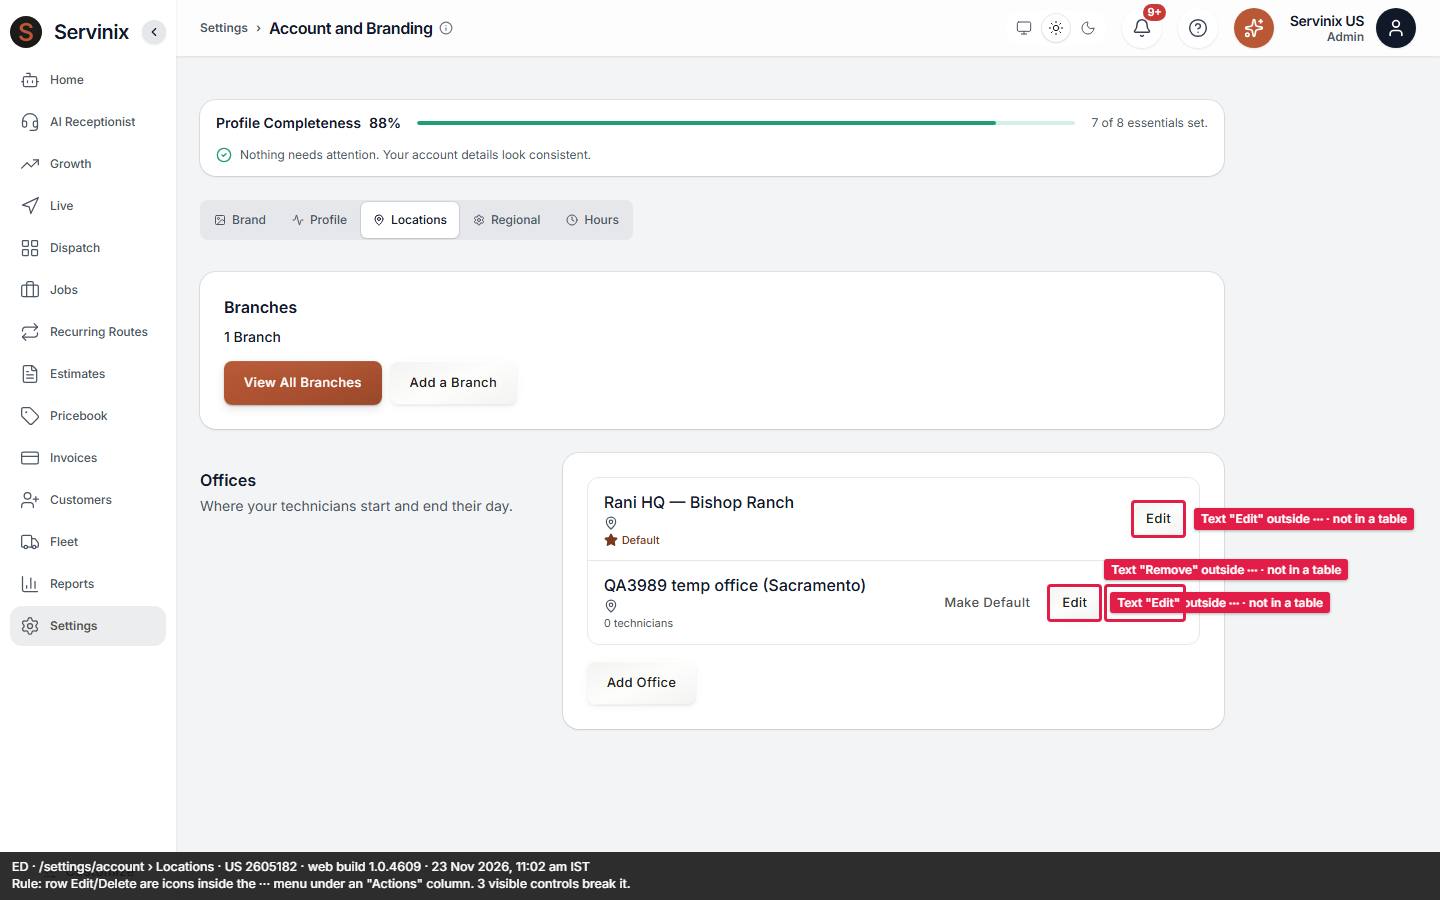 S Servinix
Home
AI Receptionist
Growth
Live
Dispatch
Jobs
Recurring Routes
Estimates
Pricebook
Invoices
Customers
Fleet
Reports
Settings
Settings › Account and Branding
9+
Servinix US
Admin
Profile Completeness 88%
7 of 8 essentials set.
Nothing needs attention. Your account details look consistent.
Brand Profile Locations Regional Hours
Branches
1 Branch
View All Branches Add a Branch
Offices
Where your technicians start and end their day.
Rani HQ — Bishop Ranch
Default
Edit
Text "Edit" outside ··· · not in a table
Text "Remove" outside ··· · not in a table
QA3989 temp office (Sacramento)
0 technicians
Make Default Edit
Text "Edit" outside ··· · not in a table
Add Office
ED · /settings/account › Locations · US 2605182 · web build 1.0.4609 · 23 Nov 2026, 11:02 am IST
Rule: row Edit/Delete are icons inside the ··· menu under an "Actions" column. 3 visible controls break it.